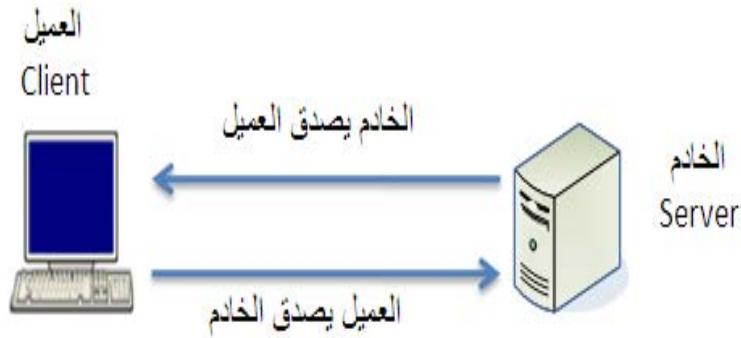 العميل
Client
الخادم يصدق العميل
الخادم
Server
العميل يصدق الخادم